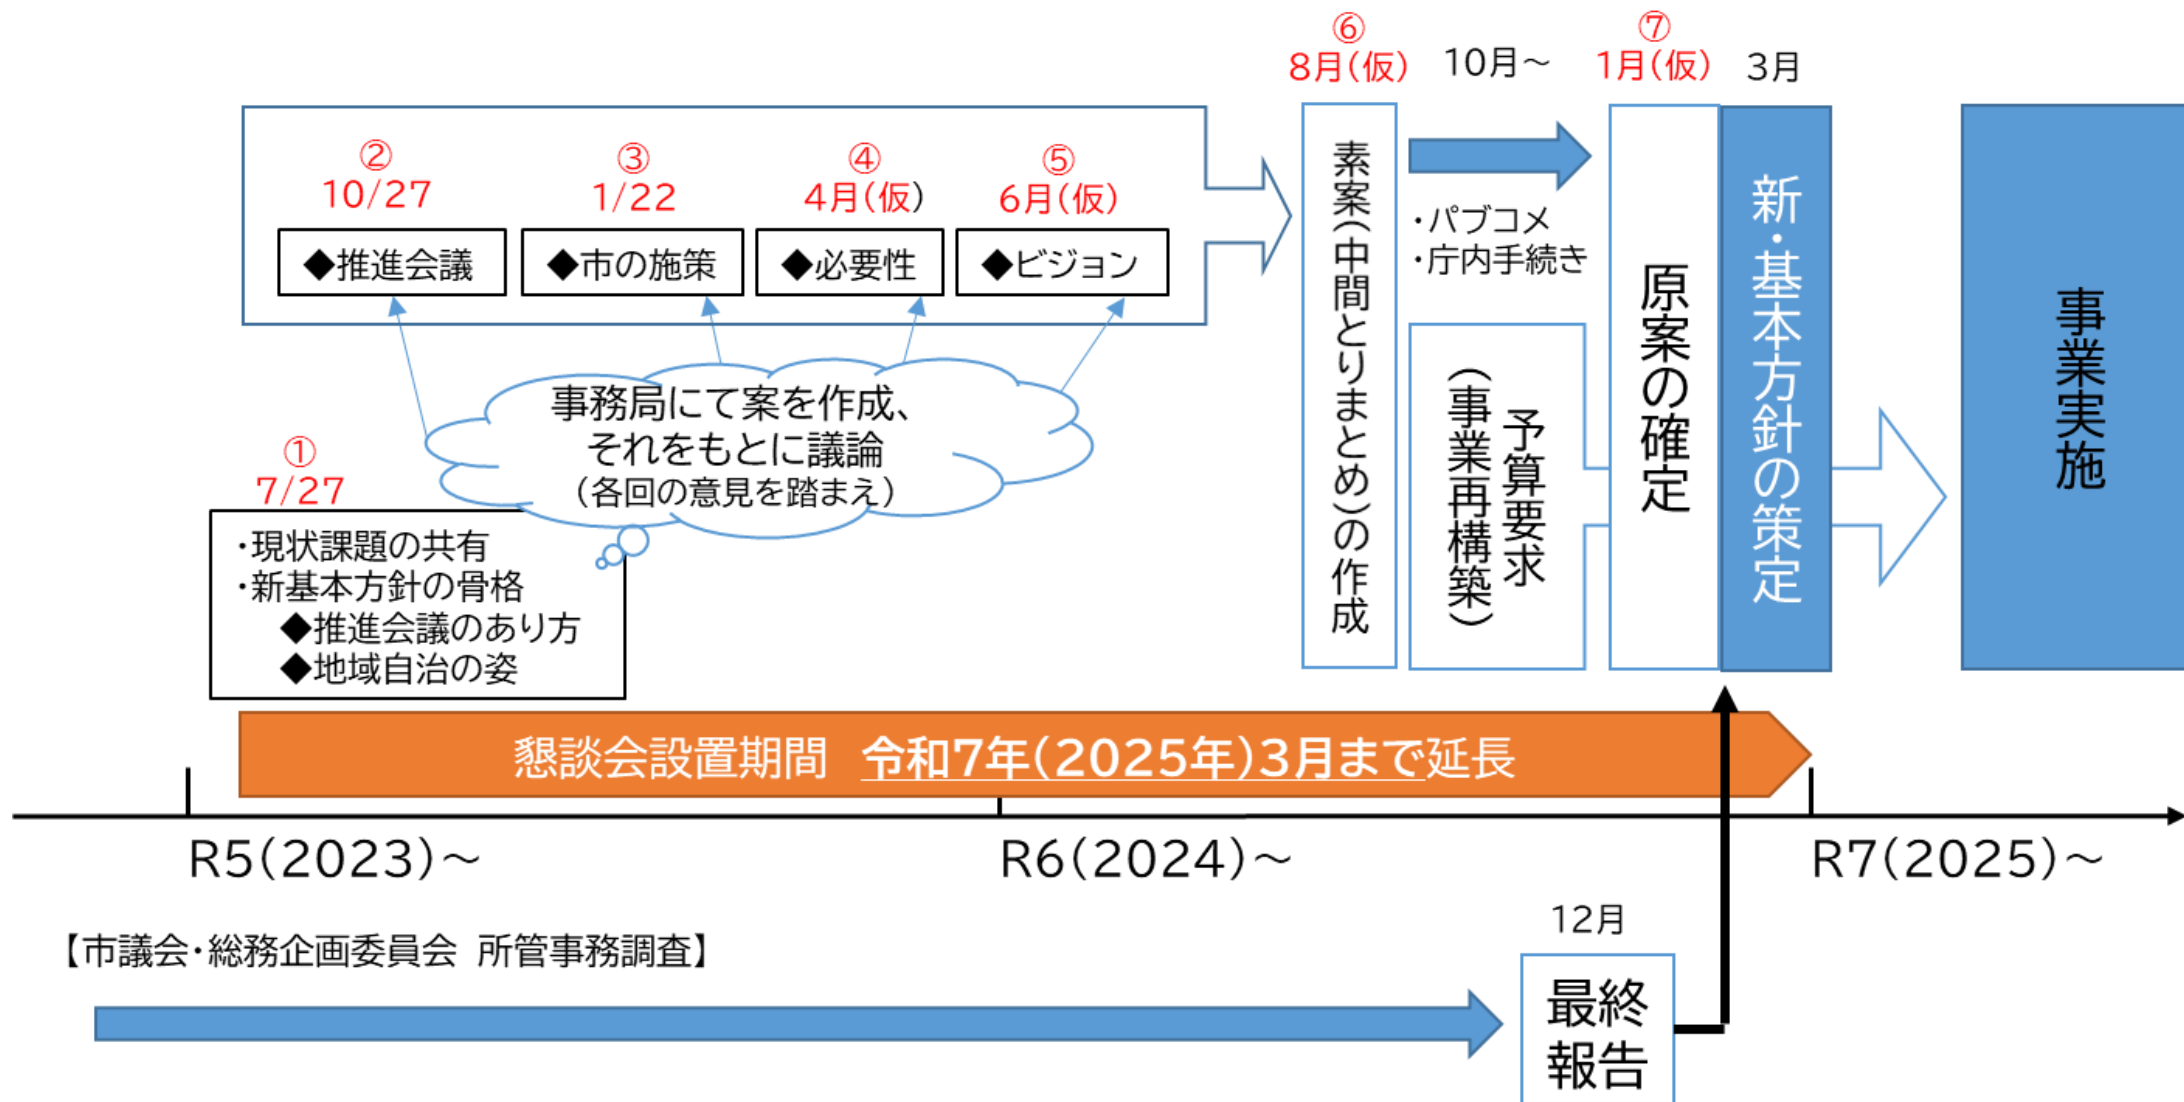 ⑥
8月(仮)
10月～
⑦
1月(仮)
3月
②
10/27
◆推進会議
③
1/22
◆市の施策
④
4月(仮)
◆必要性
⑤
6月(仮)
◆ビジョン
事務局にて案を作成、
それをもとに議論
（各回の意見を踏まえ）
①
7/27
・現状課題の共有
・新基本方針の骨格
◆推進会議のあり方
◆地域自治の姿
素案(中間とりまとめ)の作成
・パブコメ
・庁内手続き
予算要求
（事業再構築）
原案の確定
新・基本方針の策定
事業実施
懇談会設置期間　令和7年(2025年)3月まで延長
R5(2023)～
R6(2024)～
R7(2025)～
【市議会・総務企画委員会 所管事務調査】
12月
最終
報告